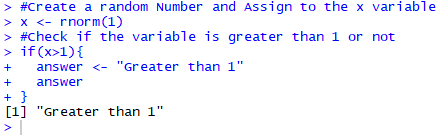 > #Create a random Number and Assign to the x variable
> x <- rnorm(1)
> #Check if the variable is greater than 1 or not
> if(x>1){
+   answer <- "Greater than 1"
+   answer
+ }
[1] "Greater than 1"
>